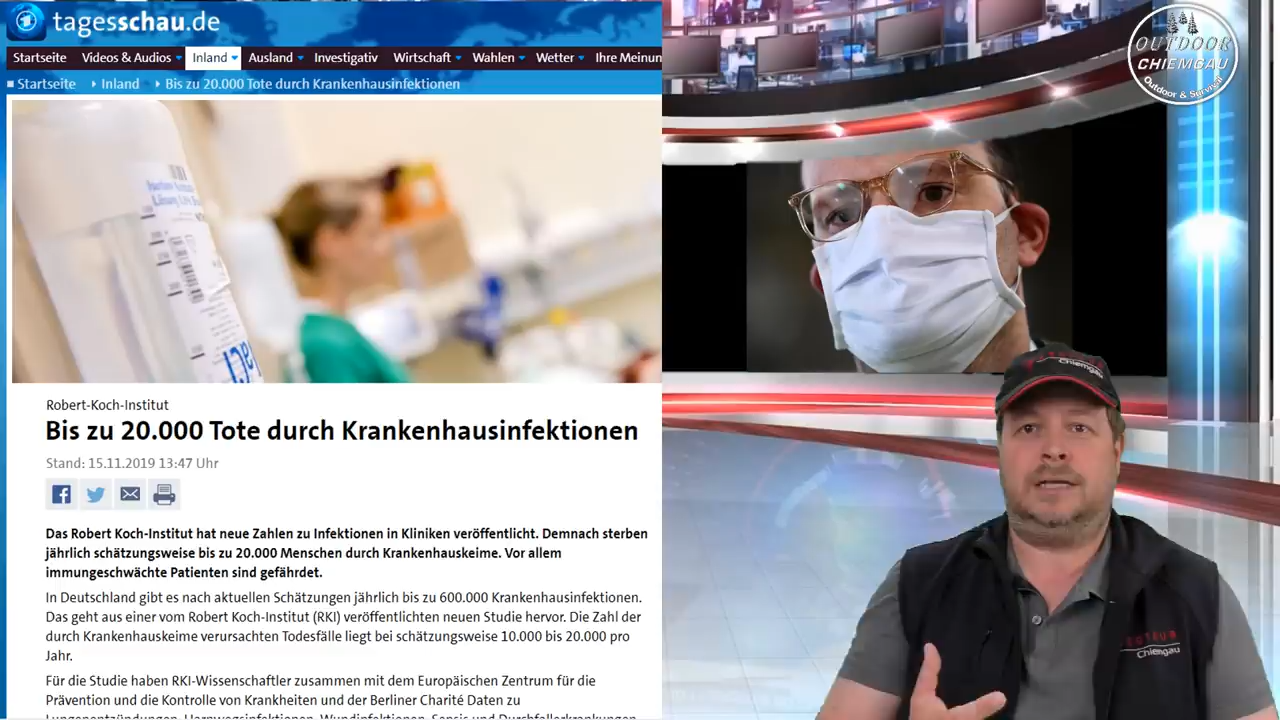 tagesschau.de
Startseite Videos & Audios Inland Ausland Investigativ Wirtschaft Wahlen Wetter Ihre Meinun
Startseite Inland Bis zu 20.000 Tote durch Krankenhausinfektionen
Robert-Koch-Institut
Bis zu 20.000 Tote durch Krankenhausinfektionen
Stand: 15.11.2019 13:47 Uhr
Das Robert Koch-Institut hat neue Zahlen zu Infektionen in Kliniken veröffentlicht. Demnach sterben
jährlich schätzungsweise bis zu 20.000 Menschen durch Krankenhauskeime. Vor allem
immungeschwächte Patienten sind gefährdet.
In Deutschland gibt es nach aktuellen Schätzungen jährlich bis zu 600.000 Krankenhausinfektionen.
Das geht aus einer vom Robert Koch-Institut (RKI) veröffentlichten neuen Studie hervor. Die Zahl der
durch Krankenhauskeime verursachten Todesfälle liegt bei schätzungsweise 10.000 bis 20.000 pro
Jahr.
Für die Studie haben RKI-Wissenschaftler zusammen mit dem Europäischen Zentrum für die
Prävention und die Kontrolle von Krankheiten und der Berliner Charité Daten zu
Lungenentzündungen, Harnwegsinfektionen, Wundinfektionen, Sepsis und Durchfallerkrankungen
OUTDOOR
CHIEMGAU
Outdoor & Survival
Chiemgau
Chiemgau